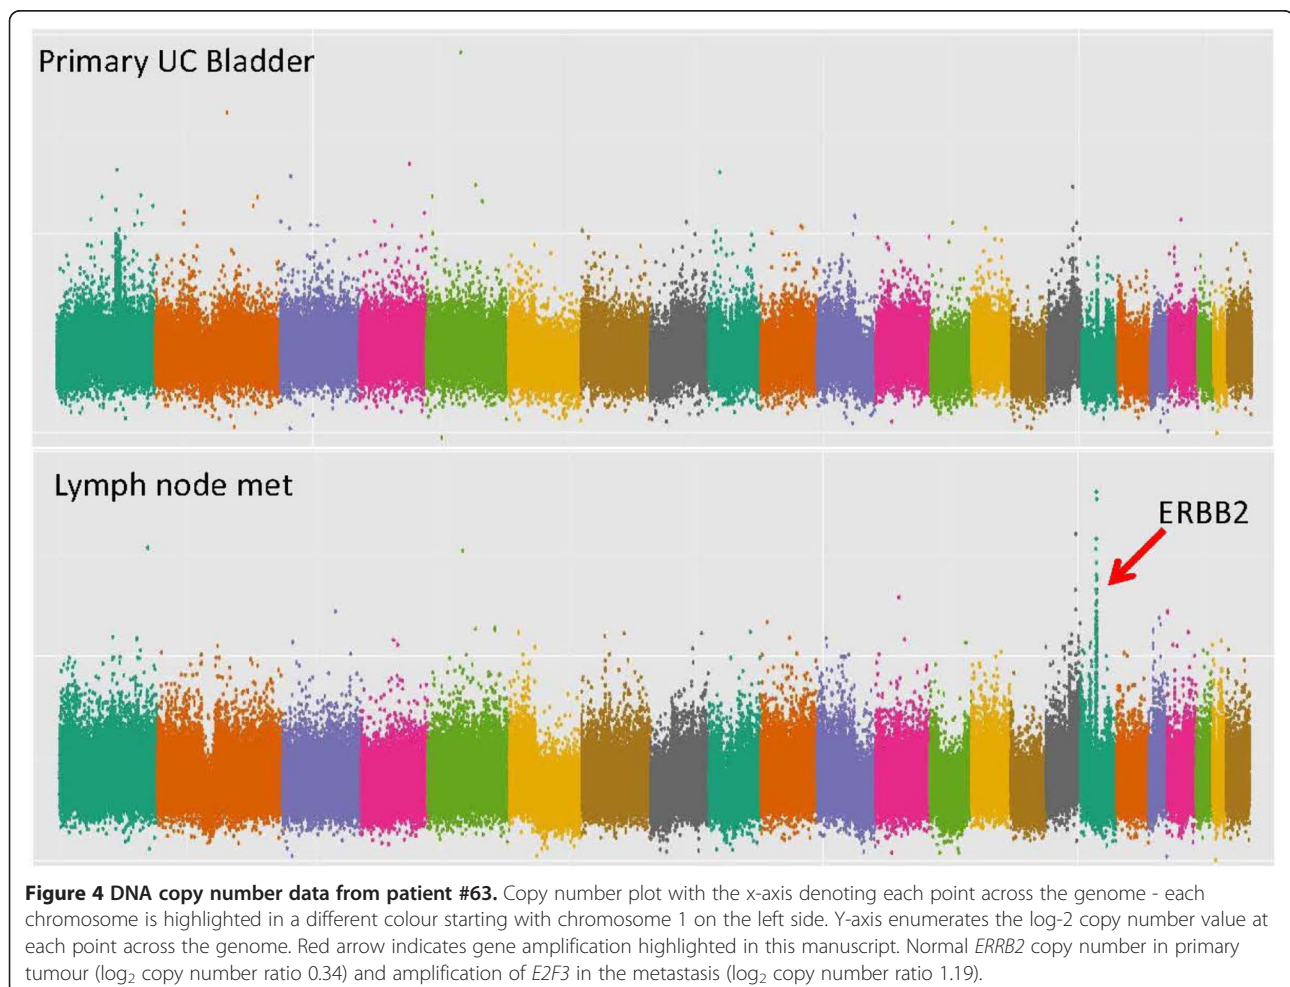 Primary UC Bladder
Lymph node met
ERBB2
Figure 4 DNA copy number data from patient #63. Copy number plot with the x-axis denoting each point across the genome - each
chromosome is highlighted in a different colour starting with chromosome 1 on the left side. Y-axis enumerates the log-2 copy number value at
each point across the genome. Red arrow indicates gene amplification highlighted in this manuscript. Normal ERRB2 copy number in primary
tumour (log₂ copy number ratio 0.34) and amplification of E2F3 in the metastasis (log₂ copy number ratio 1.19).